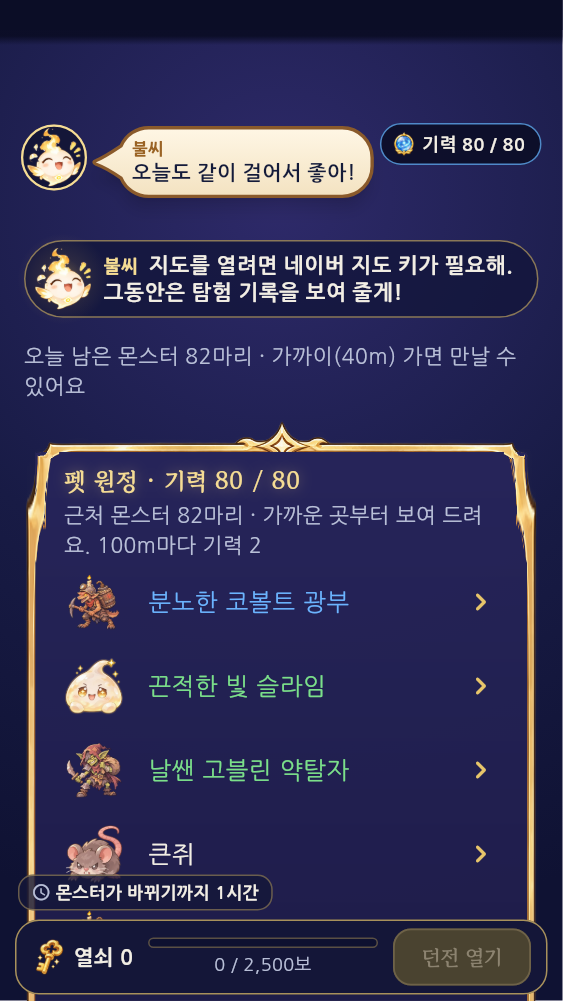 불씨
오늘도 같이 걸어서 좋아!
기력 80 / 80
불씨 지도를 열려면 네이버 지도 키가 필요해.
그동안은 탐험 기록을 보여 줄게!
오늘 남은 몬스터 82마리 · 가까이(40m) 가면 만날 수
있어요
펫 원정 · 기력 80 / 80
근처 몬스터 82마리 · 가까운 곳부터 보여 드려
요. 100m마다 기력 2
분노한 코볼트 광부
끈적한 빛 슬라임
날쌘 고블린 약탈자
큰쥐
몬스터가 바뀌기까지 1시간
열쇠 0
0 / 2,500보
던전 열기